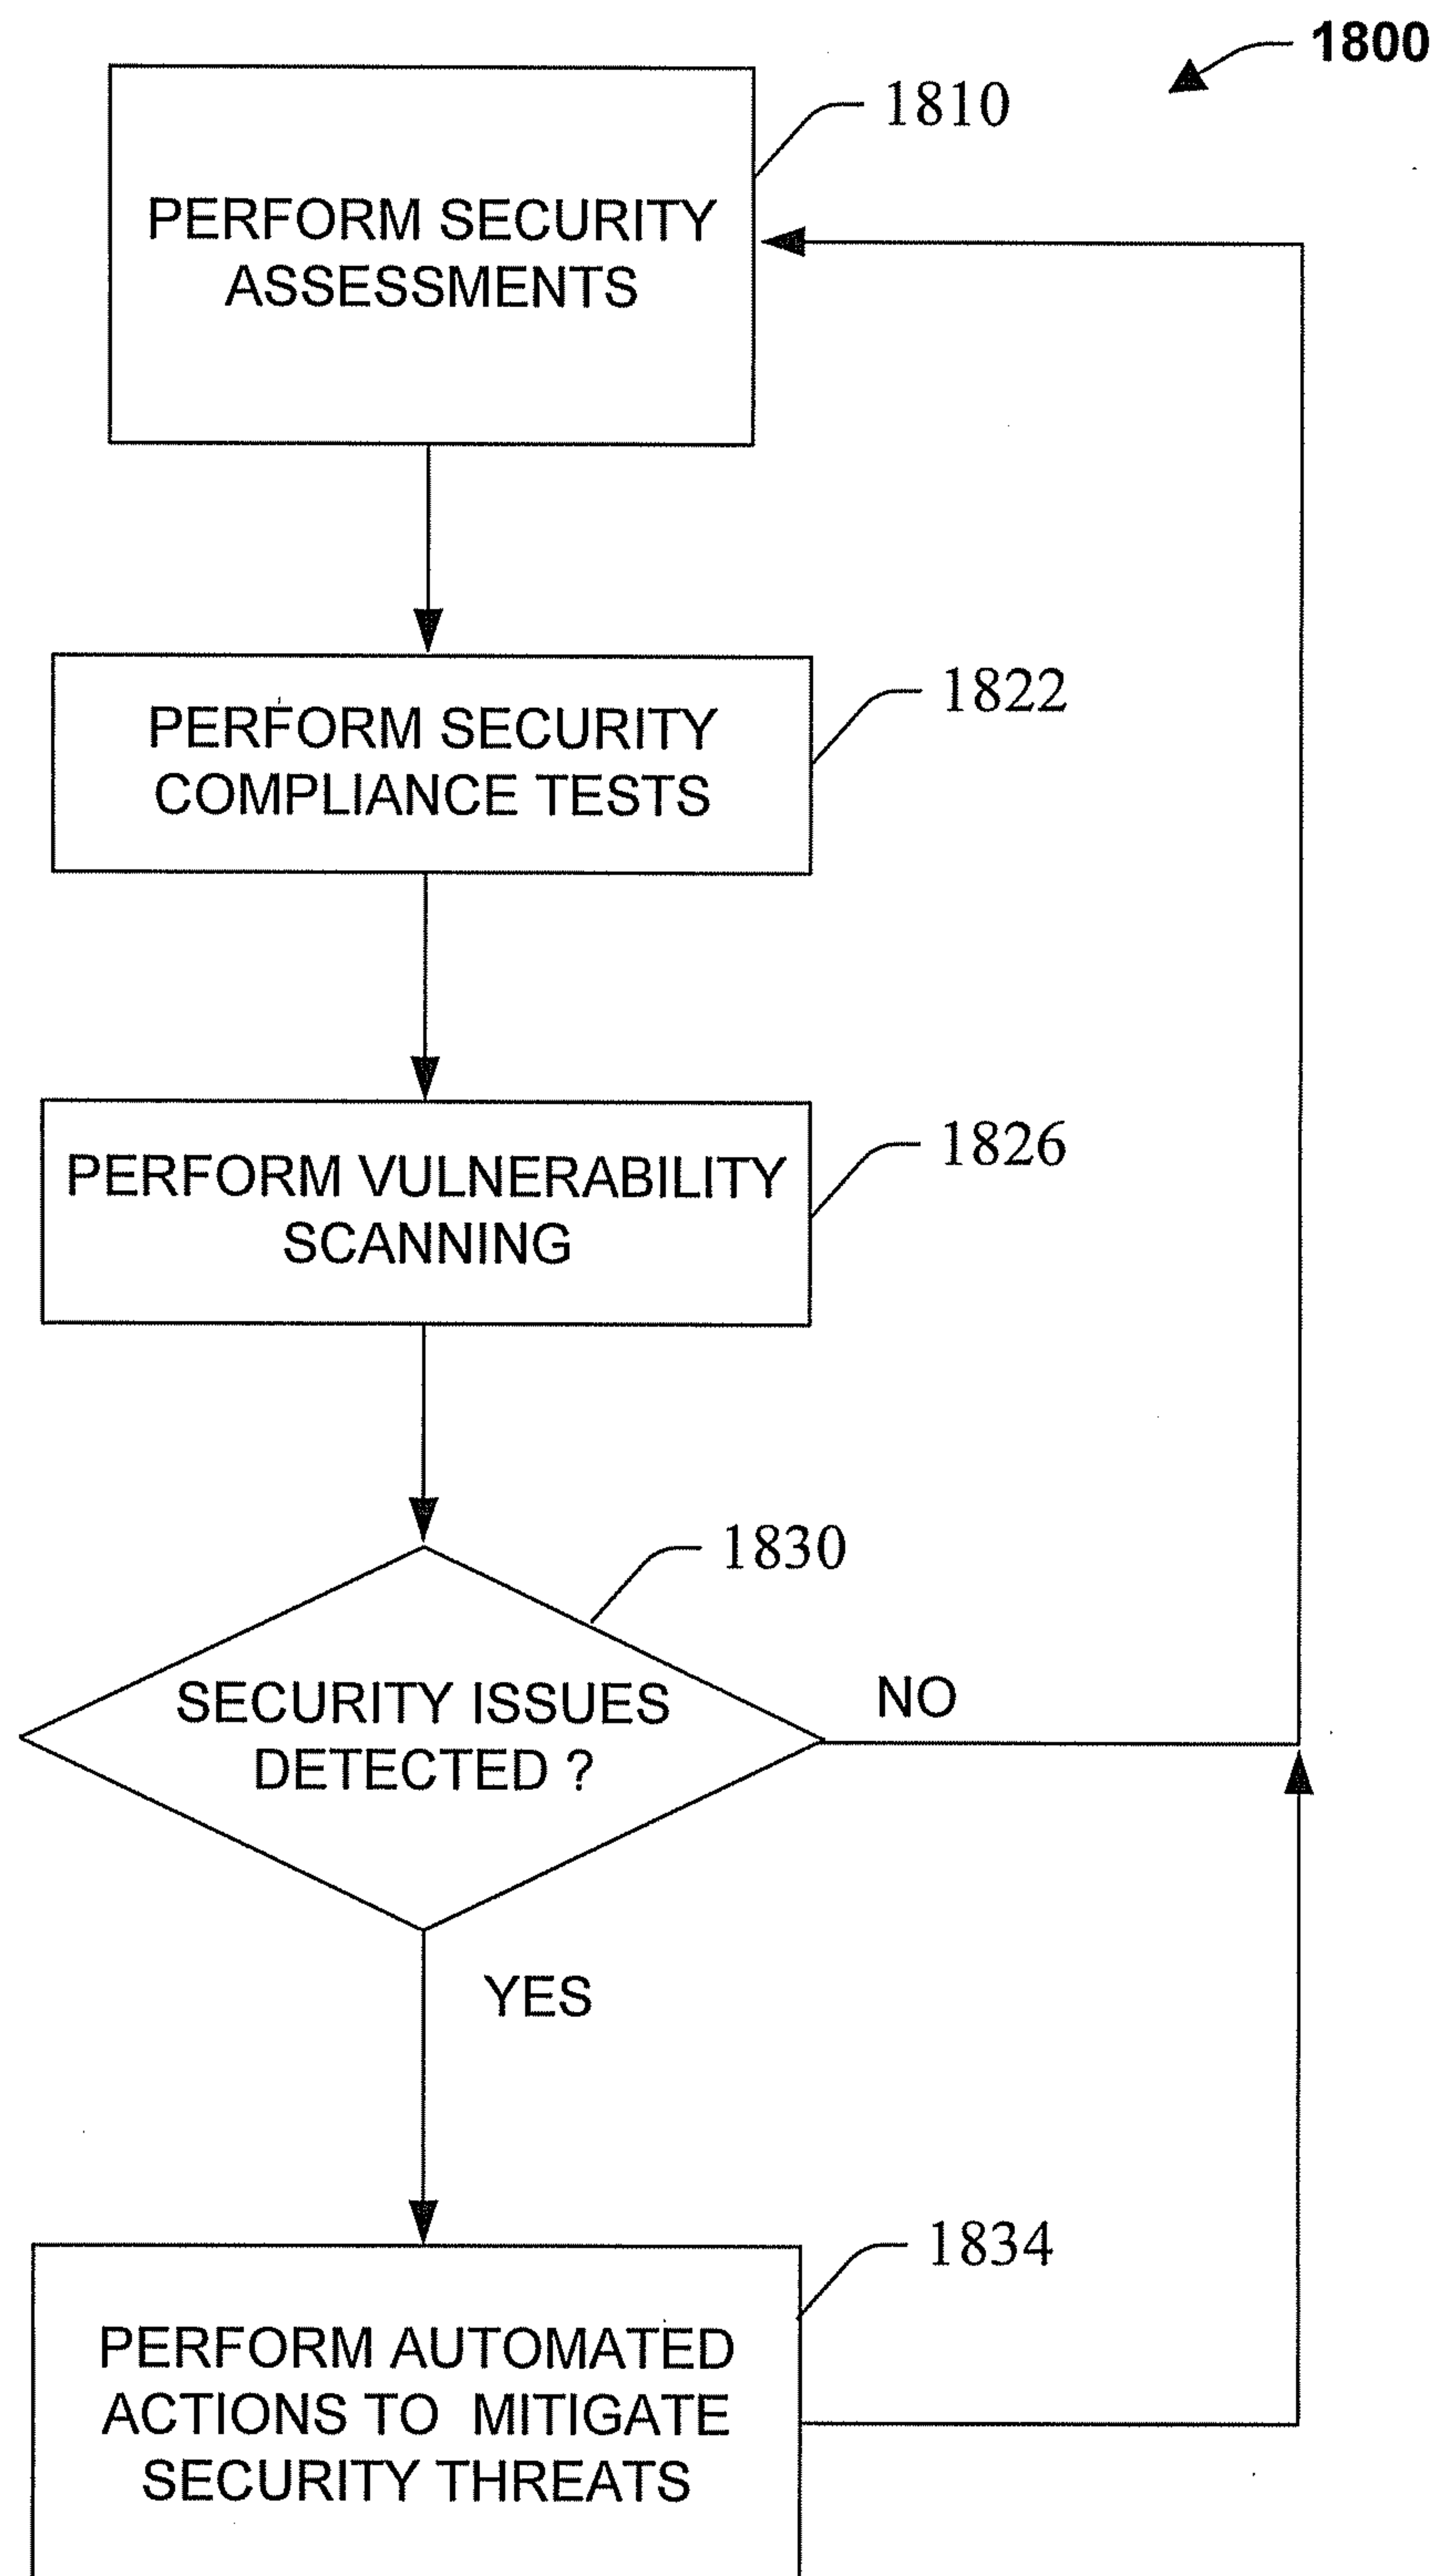 1800
1810
PERFORM SECURITY
ASSESSMENTS
1822
PERFORM SECURITY
COMPLIANCE TESTS
1826
PERFORM VULNERABILITY
SCANNING
1830
SECURITY ISSUES
DETECTED ?
NO
YES
1834
PERFORM AUTOMATED
ACTIONS TO MITIGATE
SECURITY THREATS